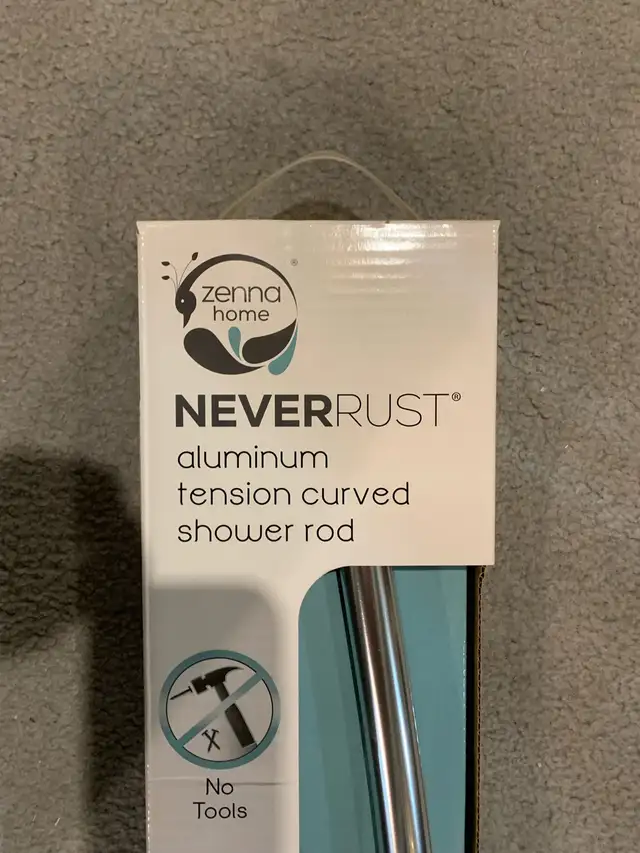 zenna
home
®
NEVERRUST®
aluminum
tension curved
shower rod
No
Tools